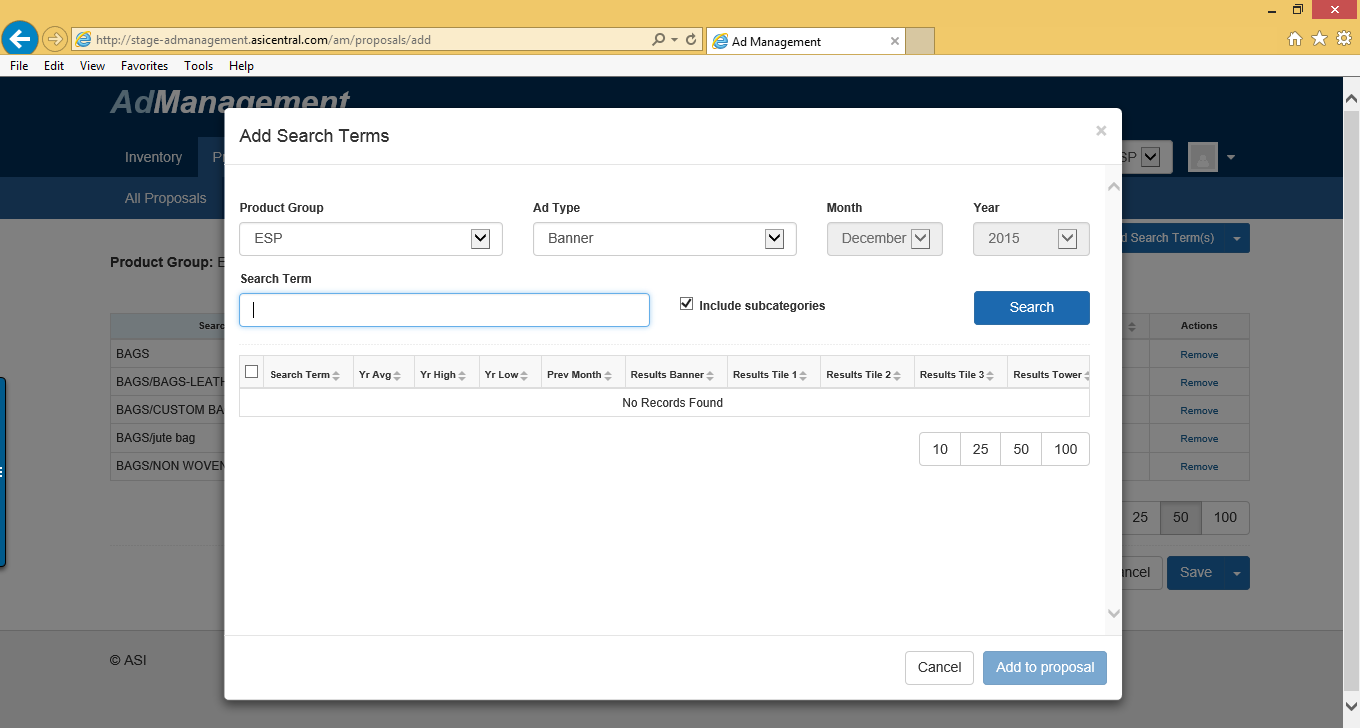 http://stage-admanagement.asicentral.com/am/proposals/add
Ad Management
File Edit View Favorites Tools Help
AdManagement
Add Search Terms
Inventory
All Proposals
Product Group Ad Type Month Year
ESP Banner December 2015
d Search Term(s)
Product Group:
Search Term
Include subcategories
Search
Search Term Yr Avg Yr High Yr Low Prev Month Results Banner Results Tile 1 Results Tile 2 Results Tile 3 Results Tower
No Records Found
10 25 50 100
Actions
BAGS Remove
BAGS/BAGS-LEATH Remove
BAGS/CUSTOM BA Remove
BAGS/jute bag Remove
BAGS/NON WOVEN Remove
25 50 100
ncel Save
© ASI
Cancel Add to proposal